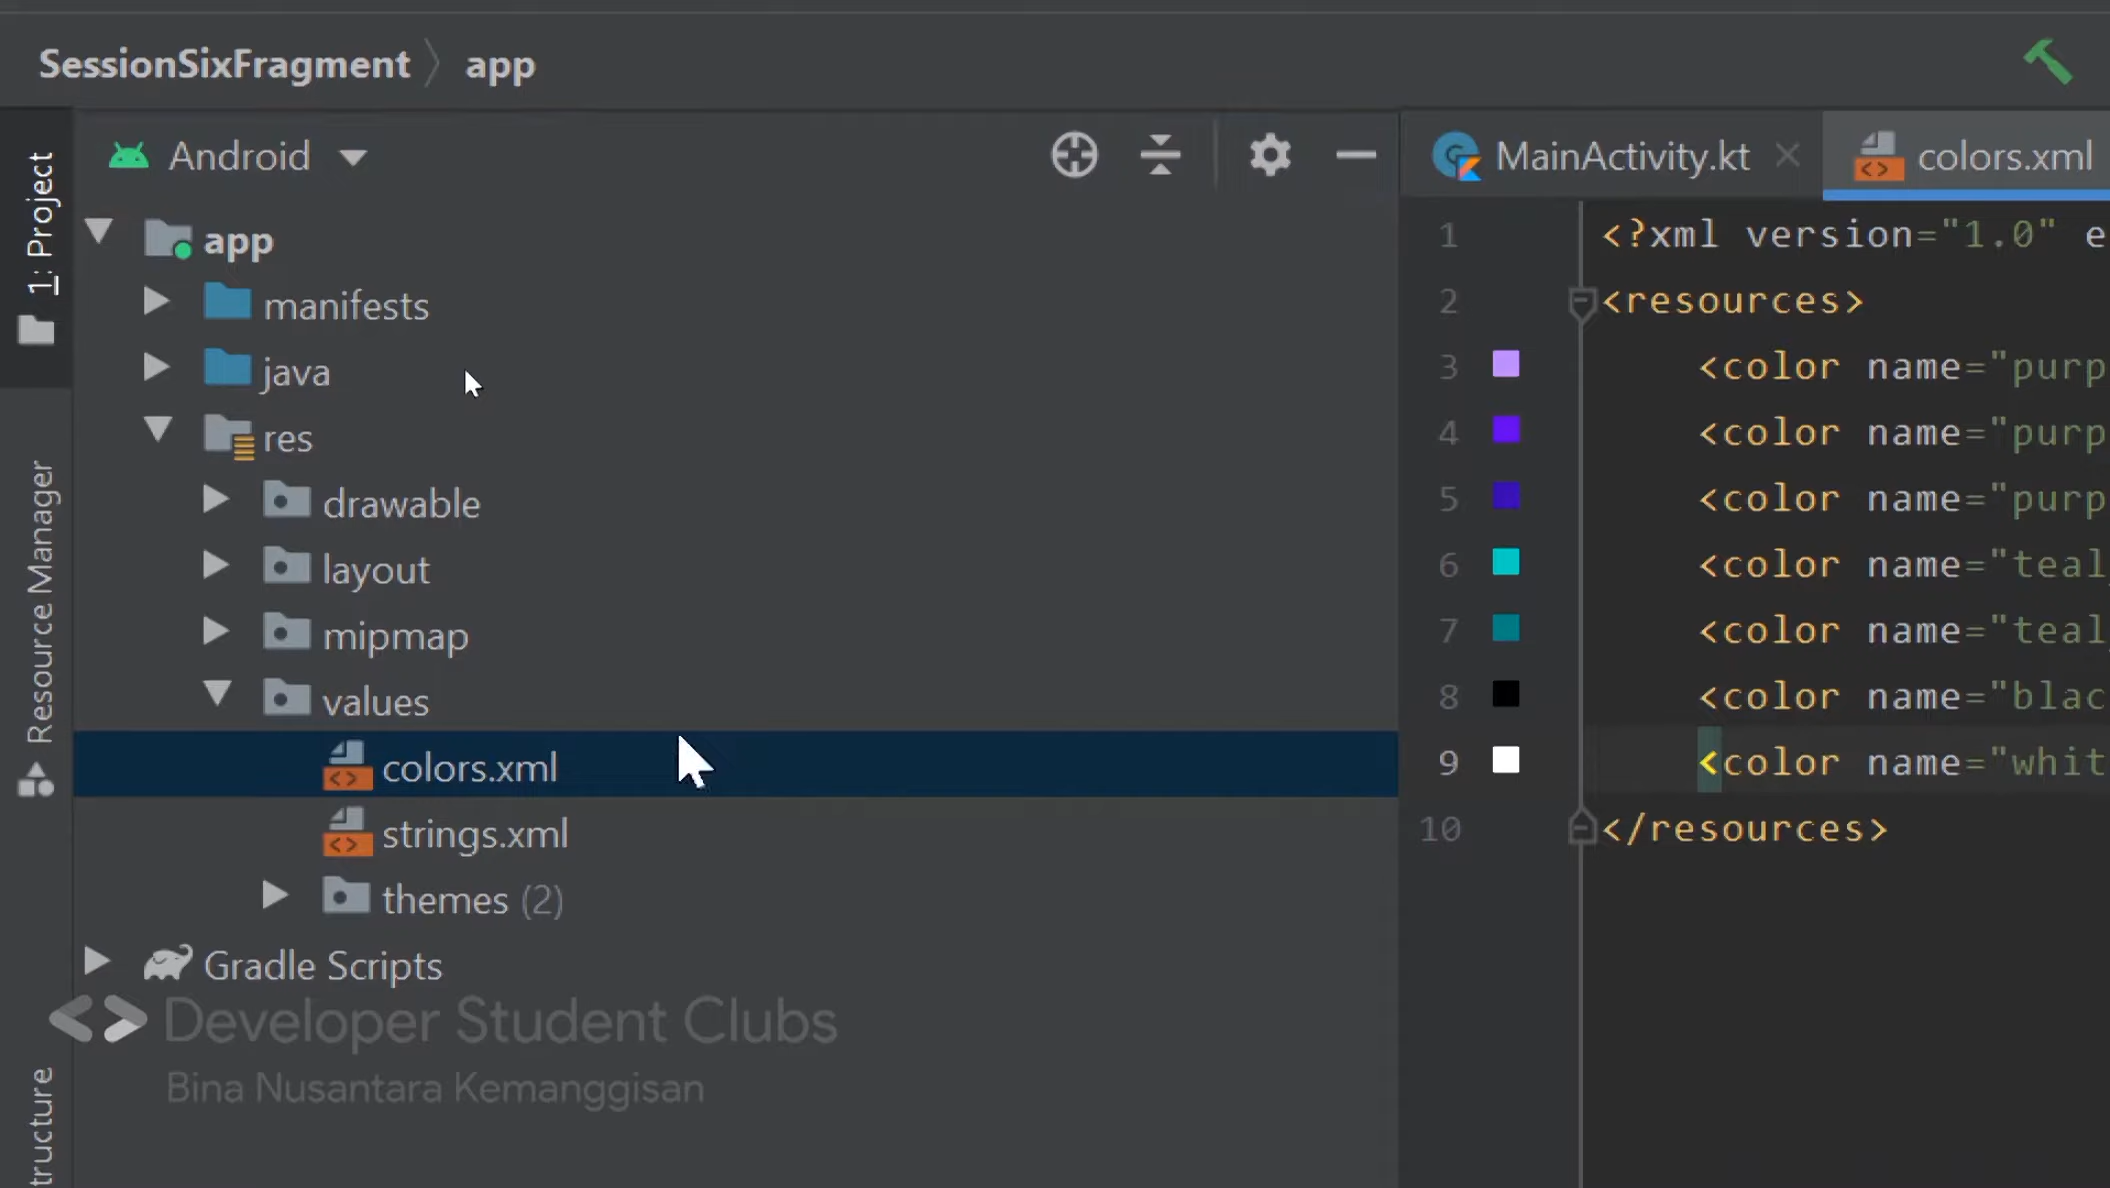 SessionSixFragment app
1: Project
Android
MainActivity.kt
colors.xml
app
manifests
java
res
drawable
layout
mipmap
values
colors.xml
strings.xml
themes (2)
Gradle Scripts
Resource Manager
tructure
1 <?xml version="1.0" e
2 <resources>
3 <color name="purp
4 <color name="purp
5 <color name="purp
6 <color name="teal_
7 <color name="teal_
8 <color name="blac
9 <color name="whit
10 </resources>
<> Developer Student Clubs
Bina Nusantara Kemanggisan